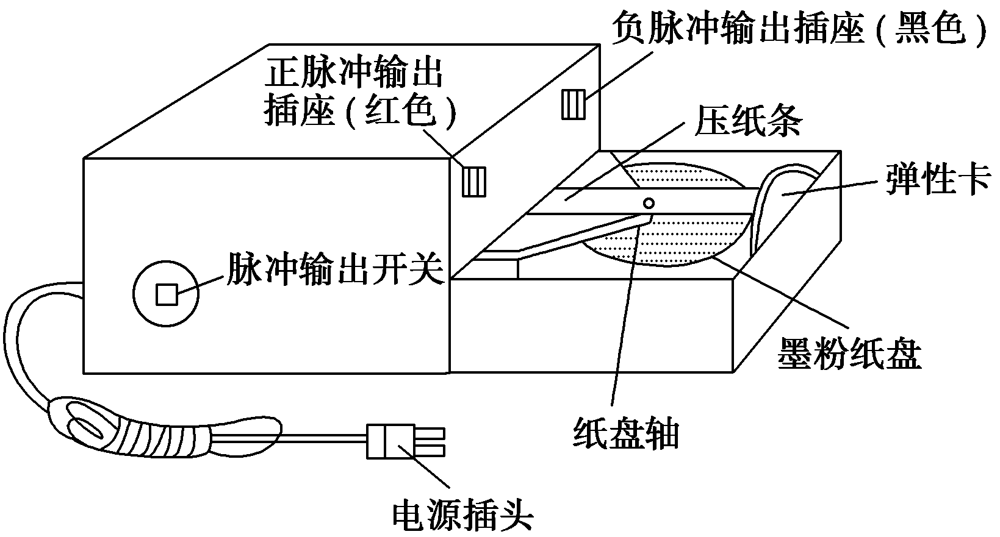 负脉冲输出插座(黑色)
正脉冲输出
插座(红色)
压纸条
弹性卡
脉冲输出开关
墨粉纸盘
纸盘轴
电源插头